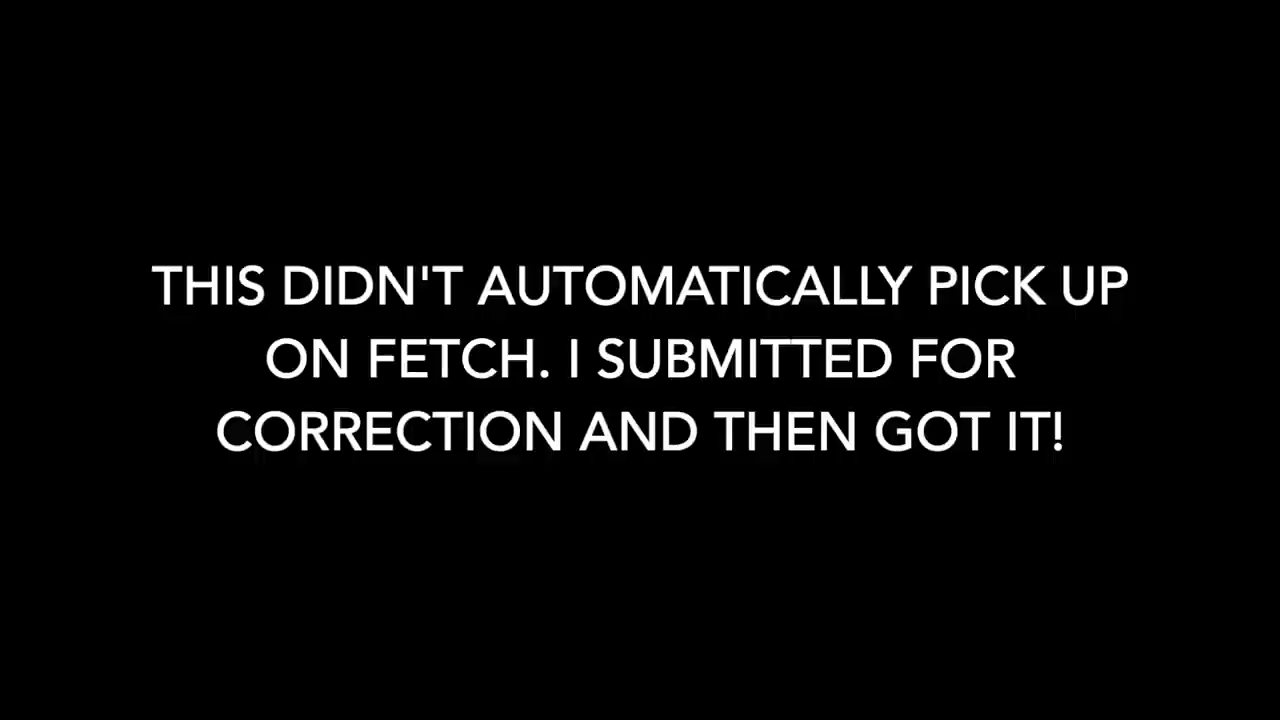 THIS DIDN'T AUTOMATICALLY PICK UP
ON FETCH. I SUBMITTED FOR
CORRECTION AND THEN GOT IT!